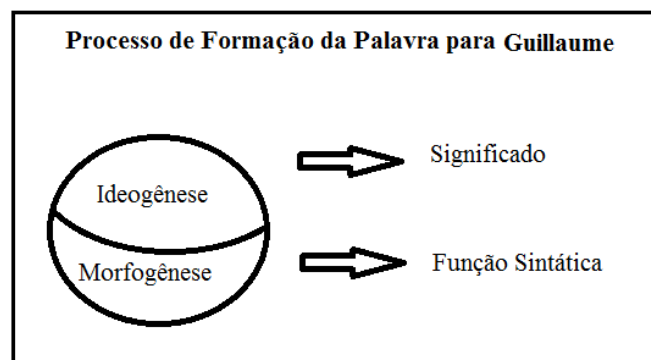 Processo de Formação da Palavra para Guillaume
Ideogênese
Significado
Morfogênese
Função Sintática